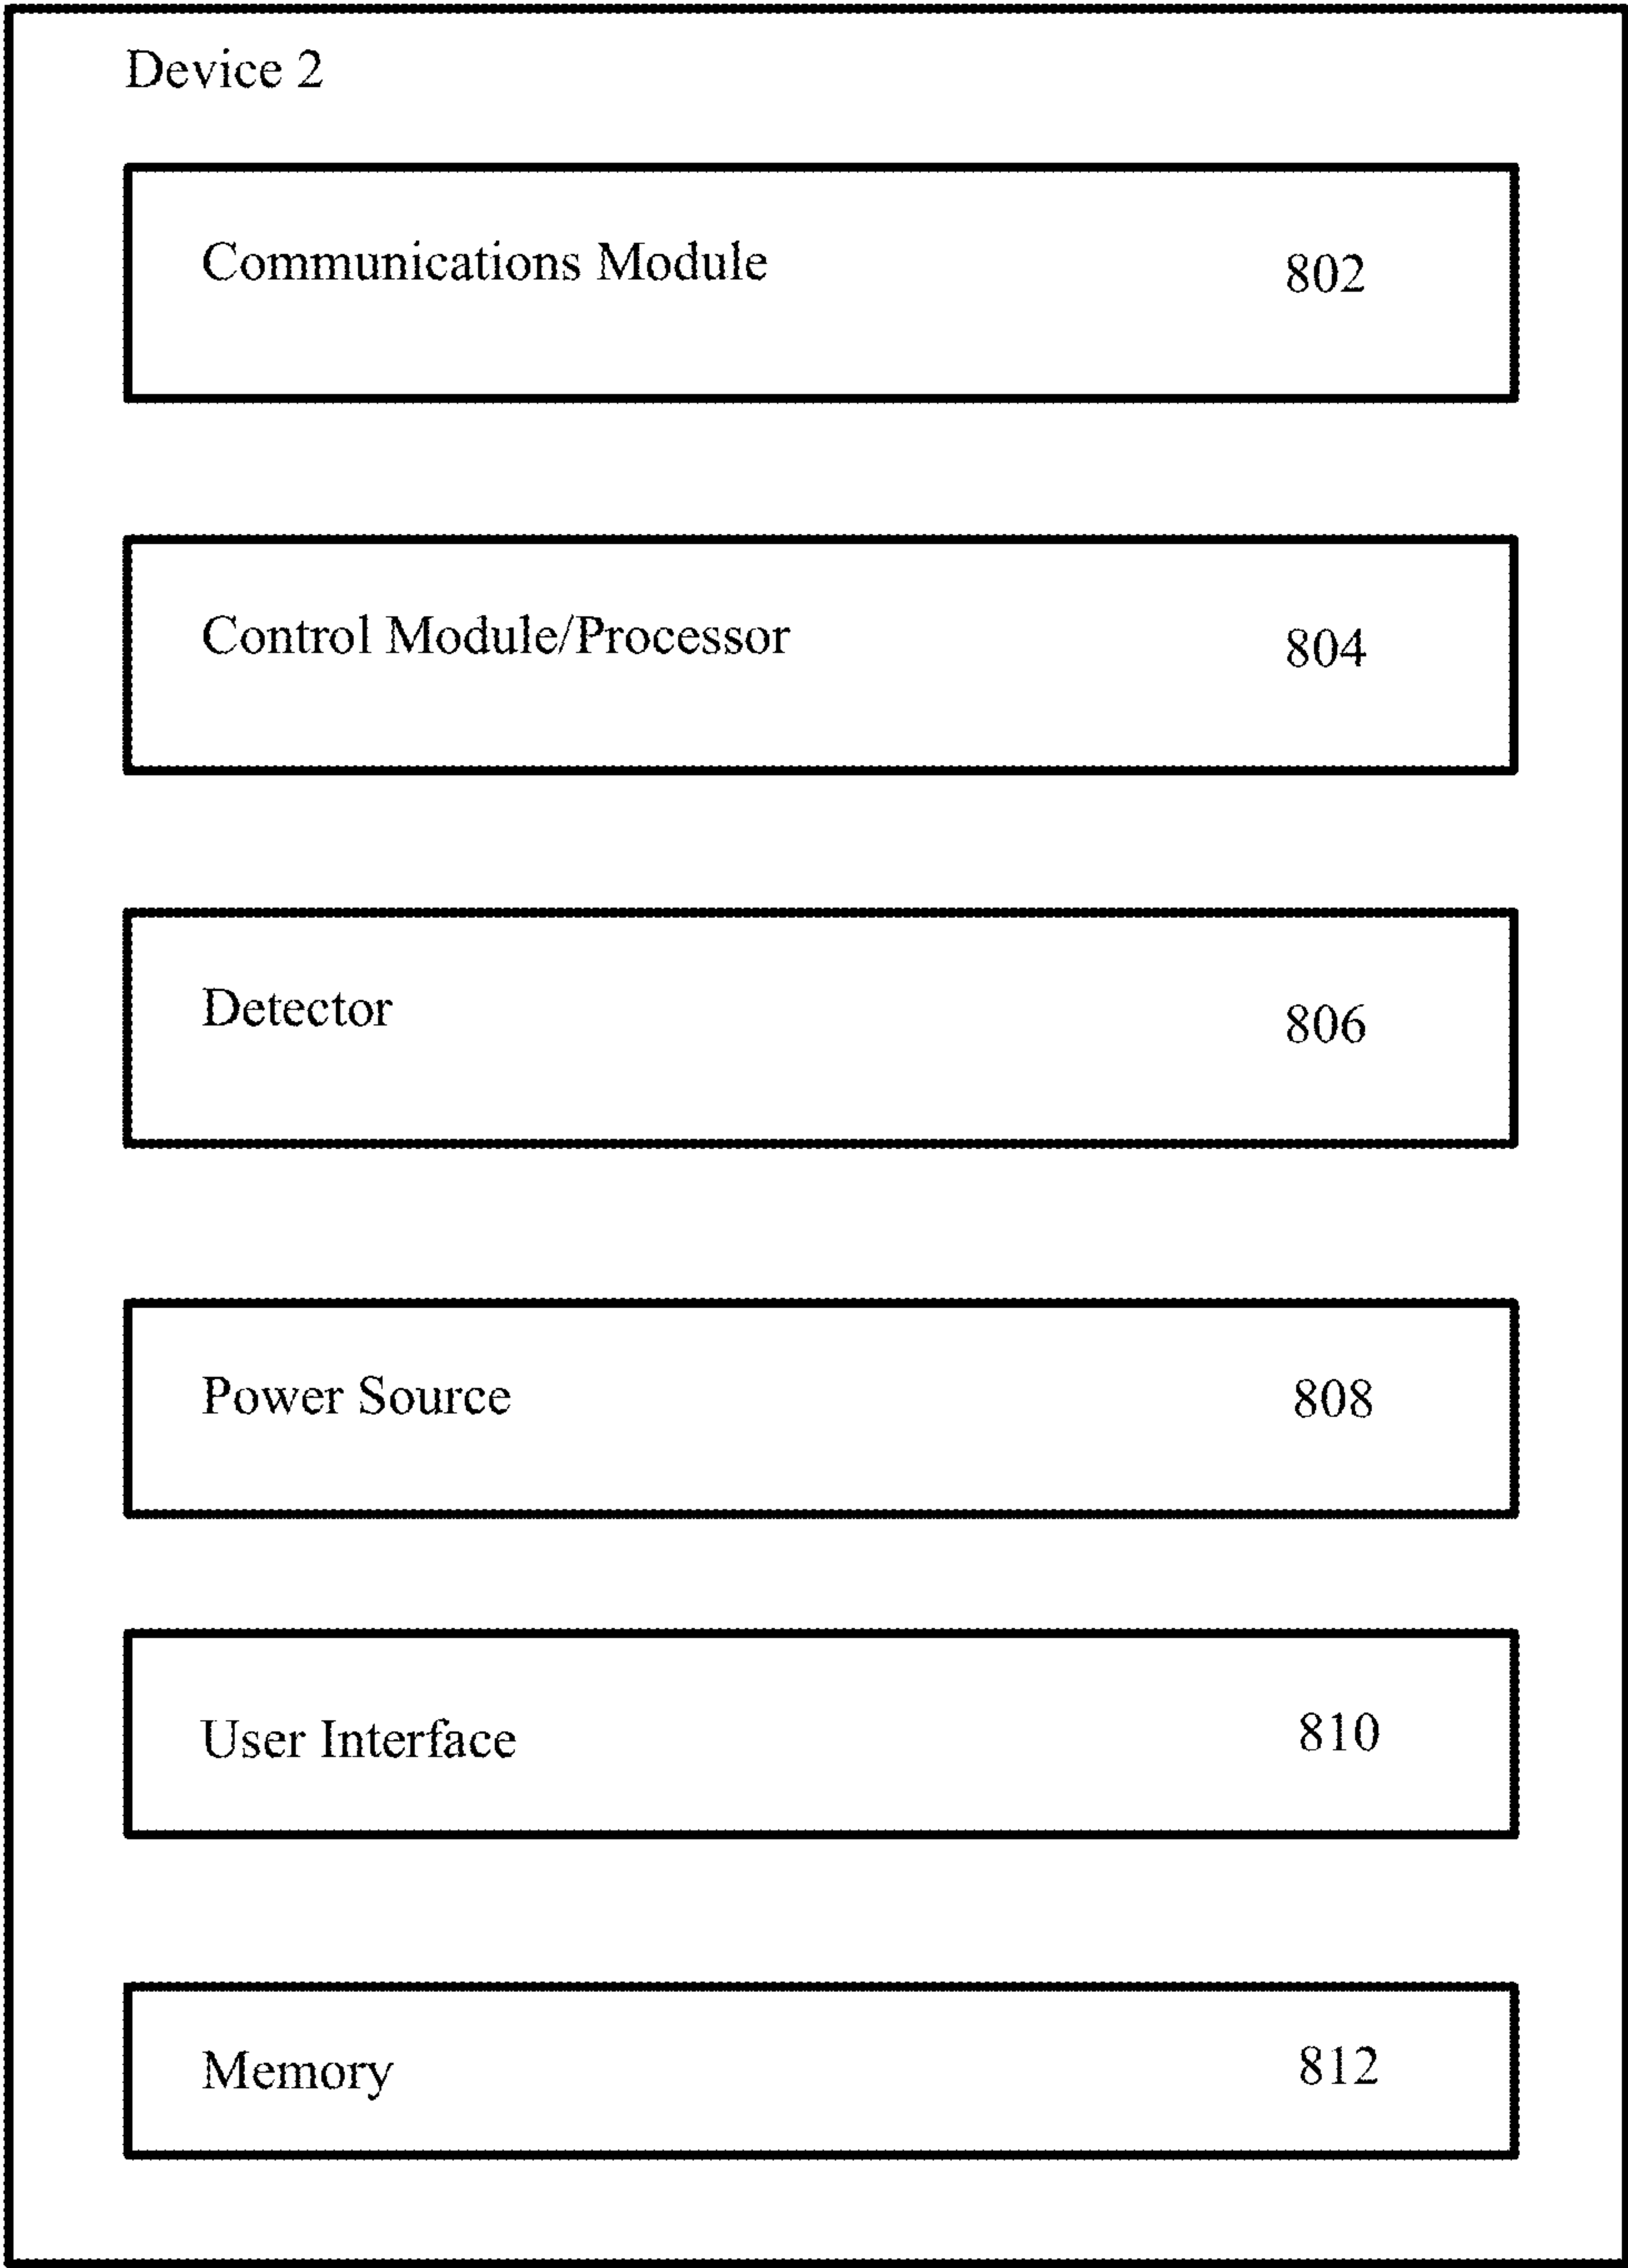 Device 2
Communications Module 802
Control Module/Processor 804
Detector 806
Power Source 808
User Interface 810
Memory 812